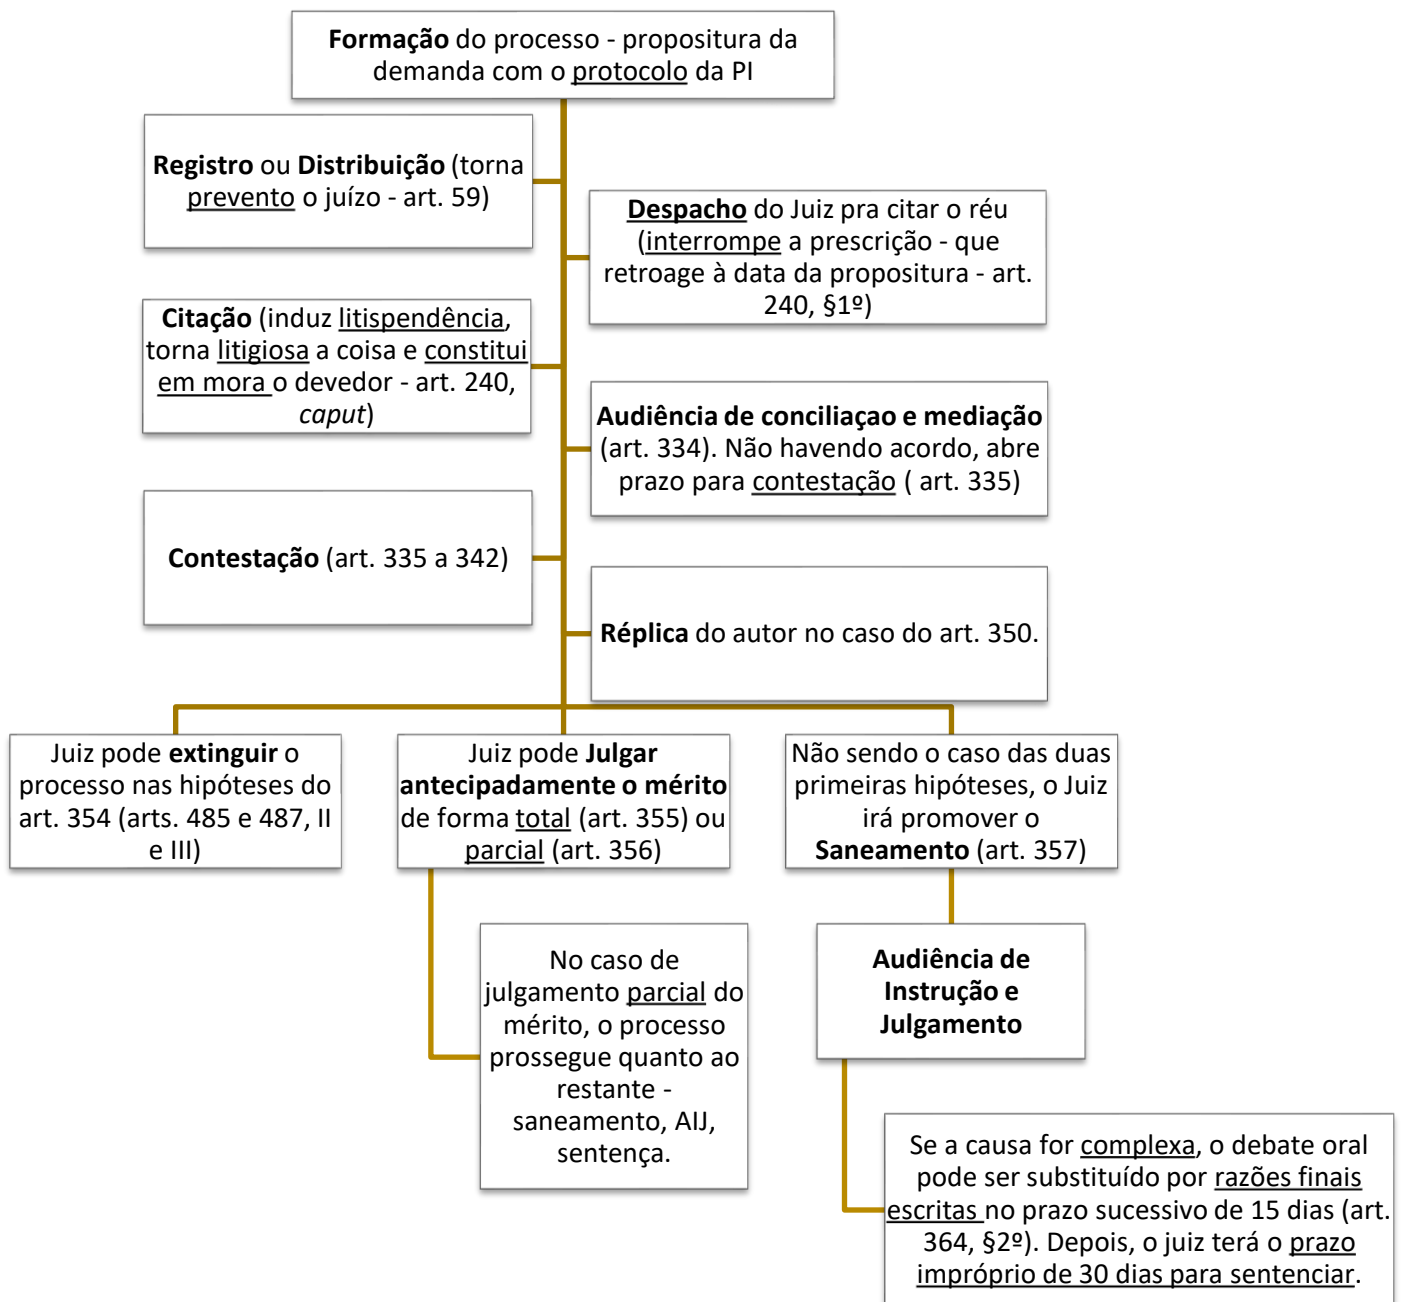 Formação do processo - propositura da
demanda com o protocolo da PI
Registro ou Distribuição (torna
prevento o juízo - art. 59)
Despacho do Juiz pra citar o réu
(interrompe a prescrição - que
retroage à data da propositura - art.
240, §1º)
Citação (induz litispendência,
torna litigiosa a coisa e constitui
em mora o devedor - art. 240,
caput)
Audiência de conciliaçao e mediação
(art. 334). Não havendo acordo, abre
prazo para contestação ( art. 335)
Contestação (art. 335 a 342)
Réplica do autor no caso do art. 350.
Juiz pode extinguir o
processo nas hipóteses do
art. 354 (arts. 485 e 487, II
e III)
Juiz pode Julgar
antecipadamente o mérito
de forma total (art. 355) ou
parcial (art. 356)
Não sendo o caso das duas
primeiras hipóteses, o Juiz
irá promover o
Saneamento (art. 357)
No caso de
julgamento parcial do
mérito, o processo
prossegue quanto ao
restante -
saneamento, AIJ,
sentença.
Audiência de
Instrução e
Julgamento
Se a causa for complexa, o debate oral
pode ser substituído por razões finais
escritas no prazo sucessivo de 15 dias (art.
364, §2º). Depois, o juiz terá o prazo
impróprio de 30 dias para sentenciar.